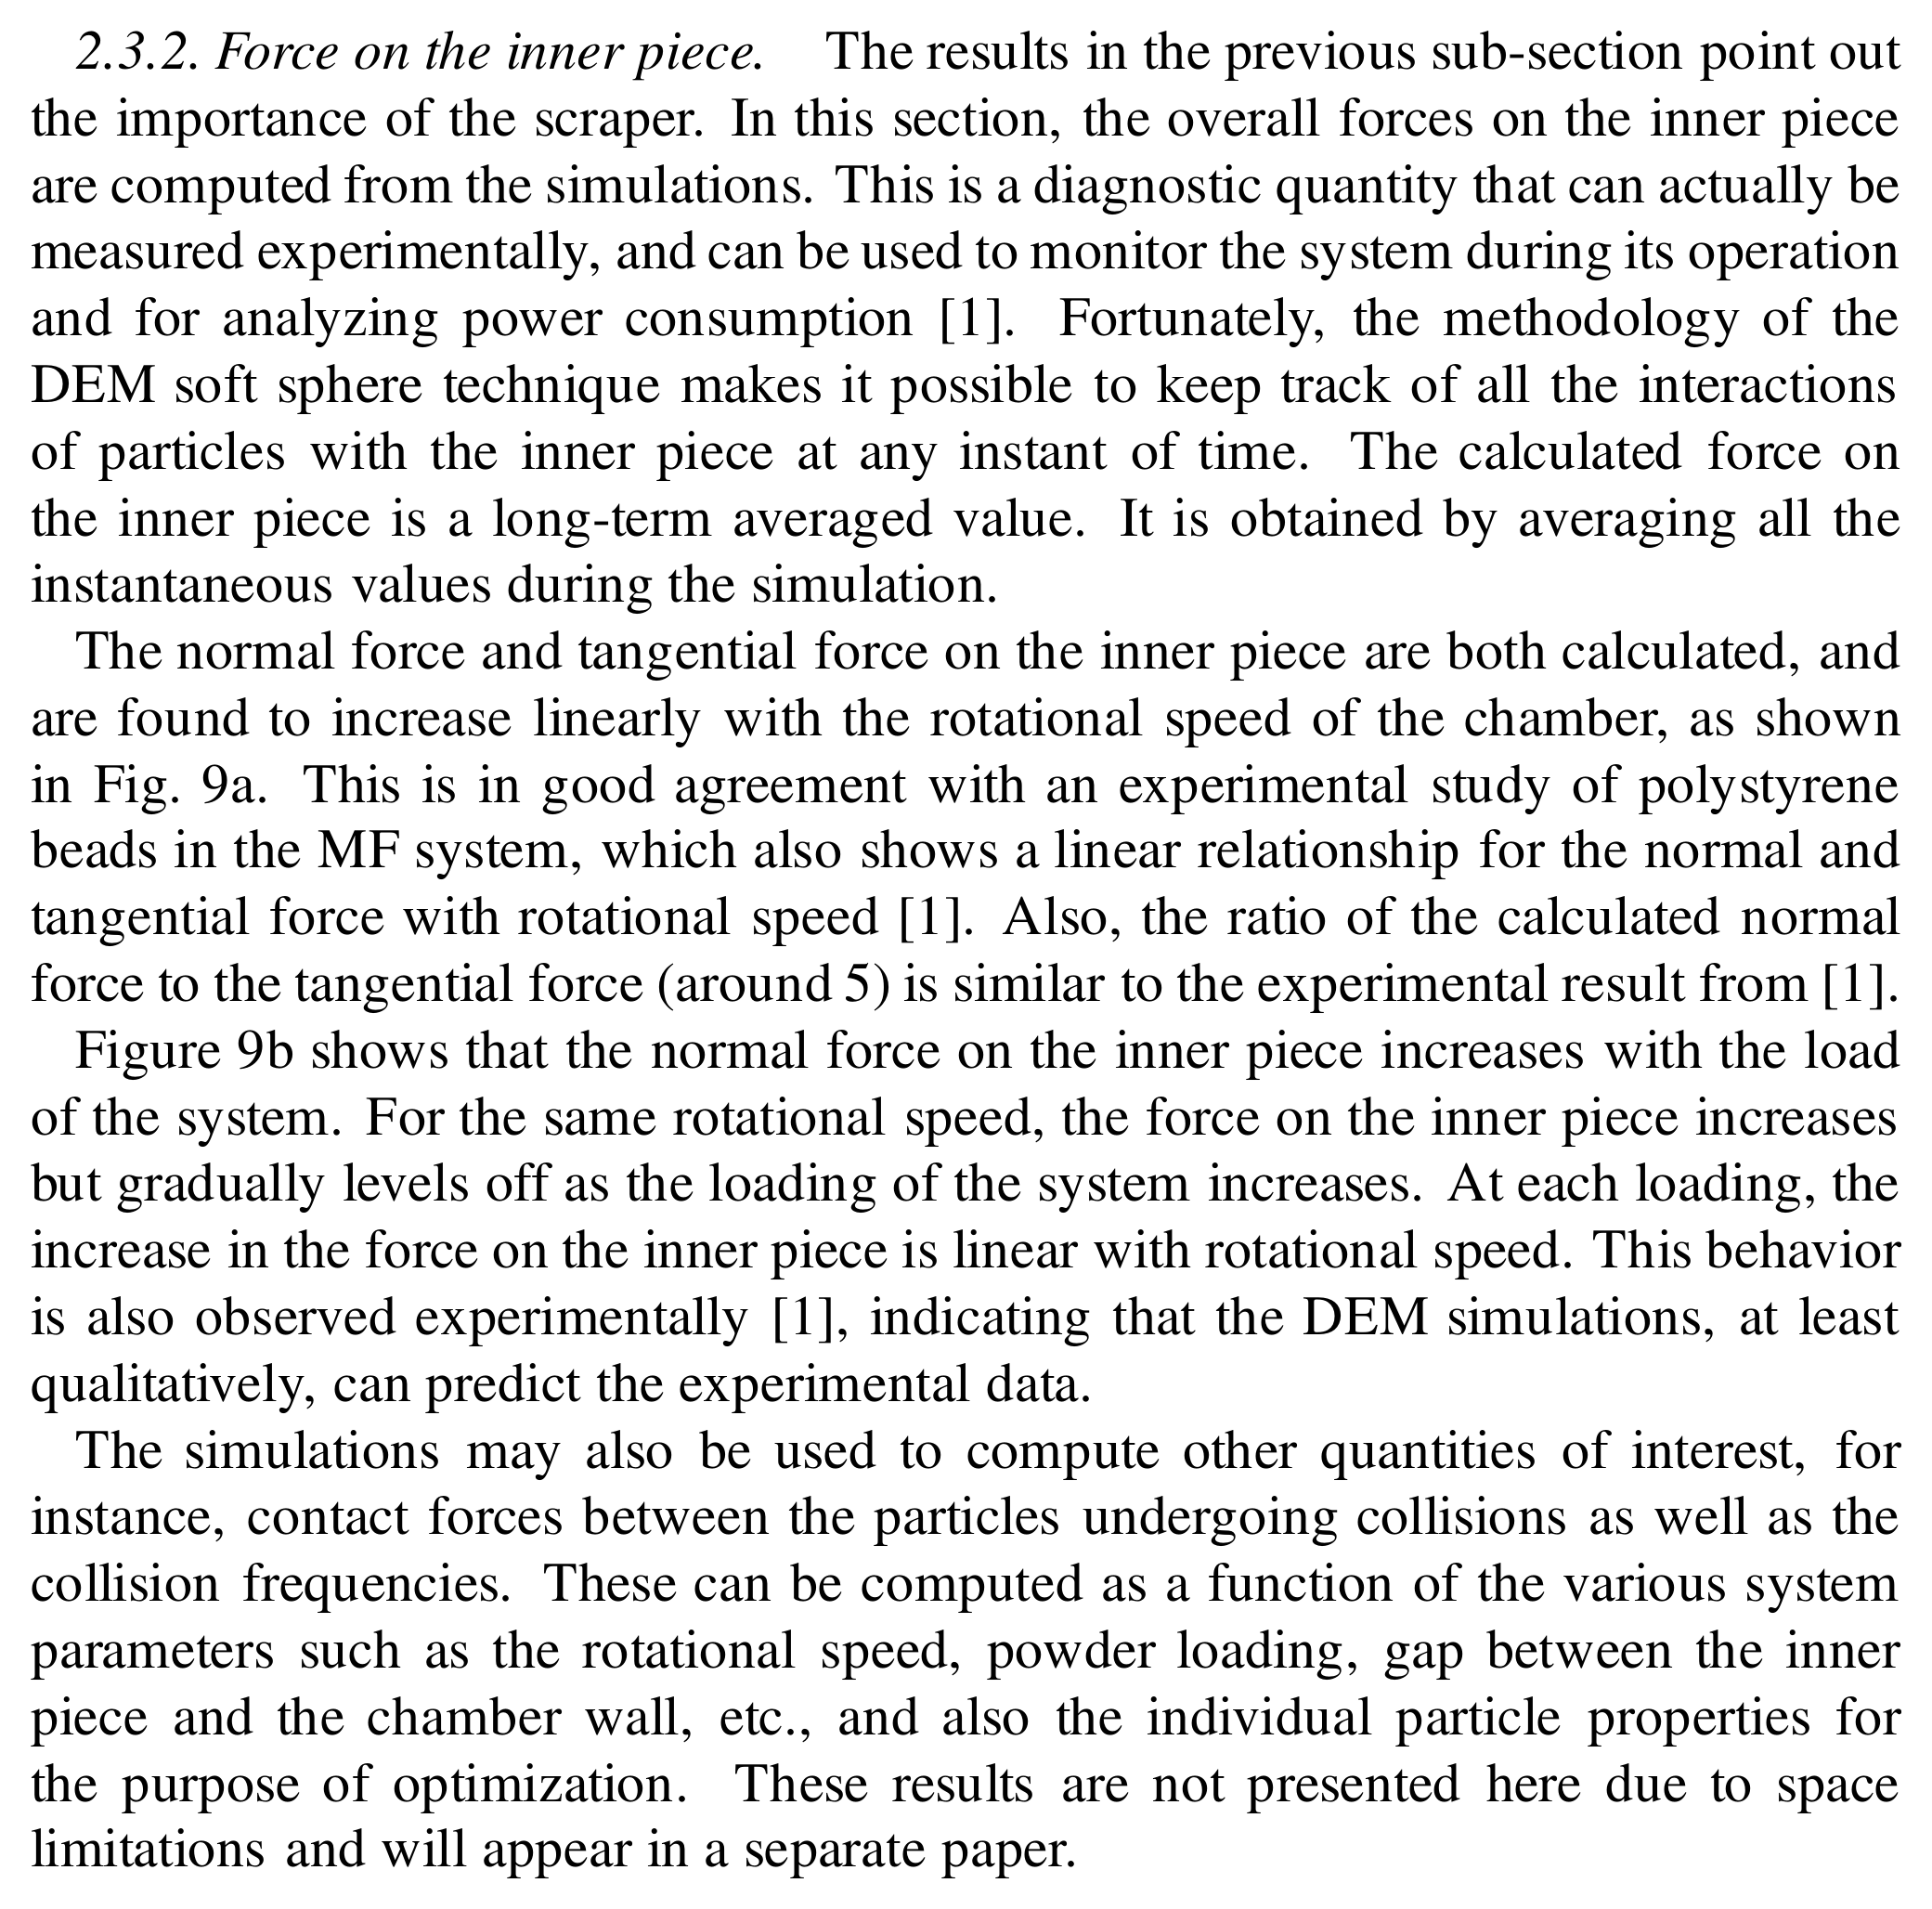 2.3.2. Force on the inner piece. The results in the previous sub-section point out
the importance of the scraper. In this section, the overall forces on the inner piece
are computed from the simulations. This is a diagnostic quantity that can actually be
measured experimentally, and can be used to monitor the system during its operation
and for analyzing power consumption [1]. Fortunately, the methodology of the
DEM soft sphere technique makes it possible to keep track of all the interactions
of particles with the inner piece at any instant of time. The calculated force on
the inner piece is a long-term averaged value. It is obtained by averaging all the
instantaneous values during the simulation.
The normal force and tangential force on the inner piece are both calculated, and
are found to increase linearly with the rotational speed of the chamber, as shown
in Fig. 9a. This is in good agreement with an experimental study of polystyrene
beads in the MF system, which also shows a linear relationship for the normal and
tangential force with rotational speed [1]. Also, the ratio of the calculated normal
force to the tangential force (around 5) is similar to the experimental result from [1].
Figure 9b shows that the normal force on the inner piece increases with the load
of the system. For the same rotational speed, the force on the inner piece increases
but gradually levels off as the loading of the system increases. At each loading, the
increase in the force on the inner piece is linear with rotational speed. This behavior
is also observed experimentally [1], indicating that the DEM simulations, at least
qualitatively, can predict the experimental data.
The simulations may also be used to compute other quantities of interest, for
instance, contact forces between the particles undergoing collisions as well as the
collision frequencies. These can be computed as a function of the various system
parameters such as the rotational speed, powder loading, gap between the inner
piece and the chamber wall, etc., and also the individual particle properties for
the purpose of optimization. These results are not presented here due to space
limitations and will appear in a separate paper.